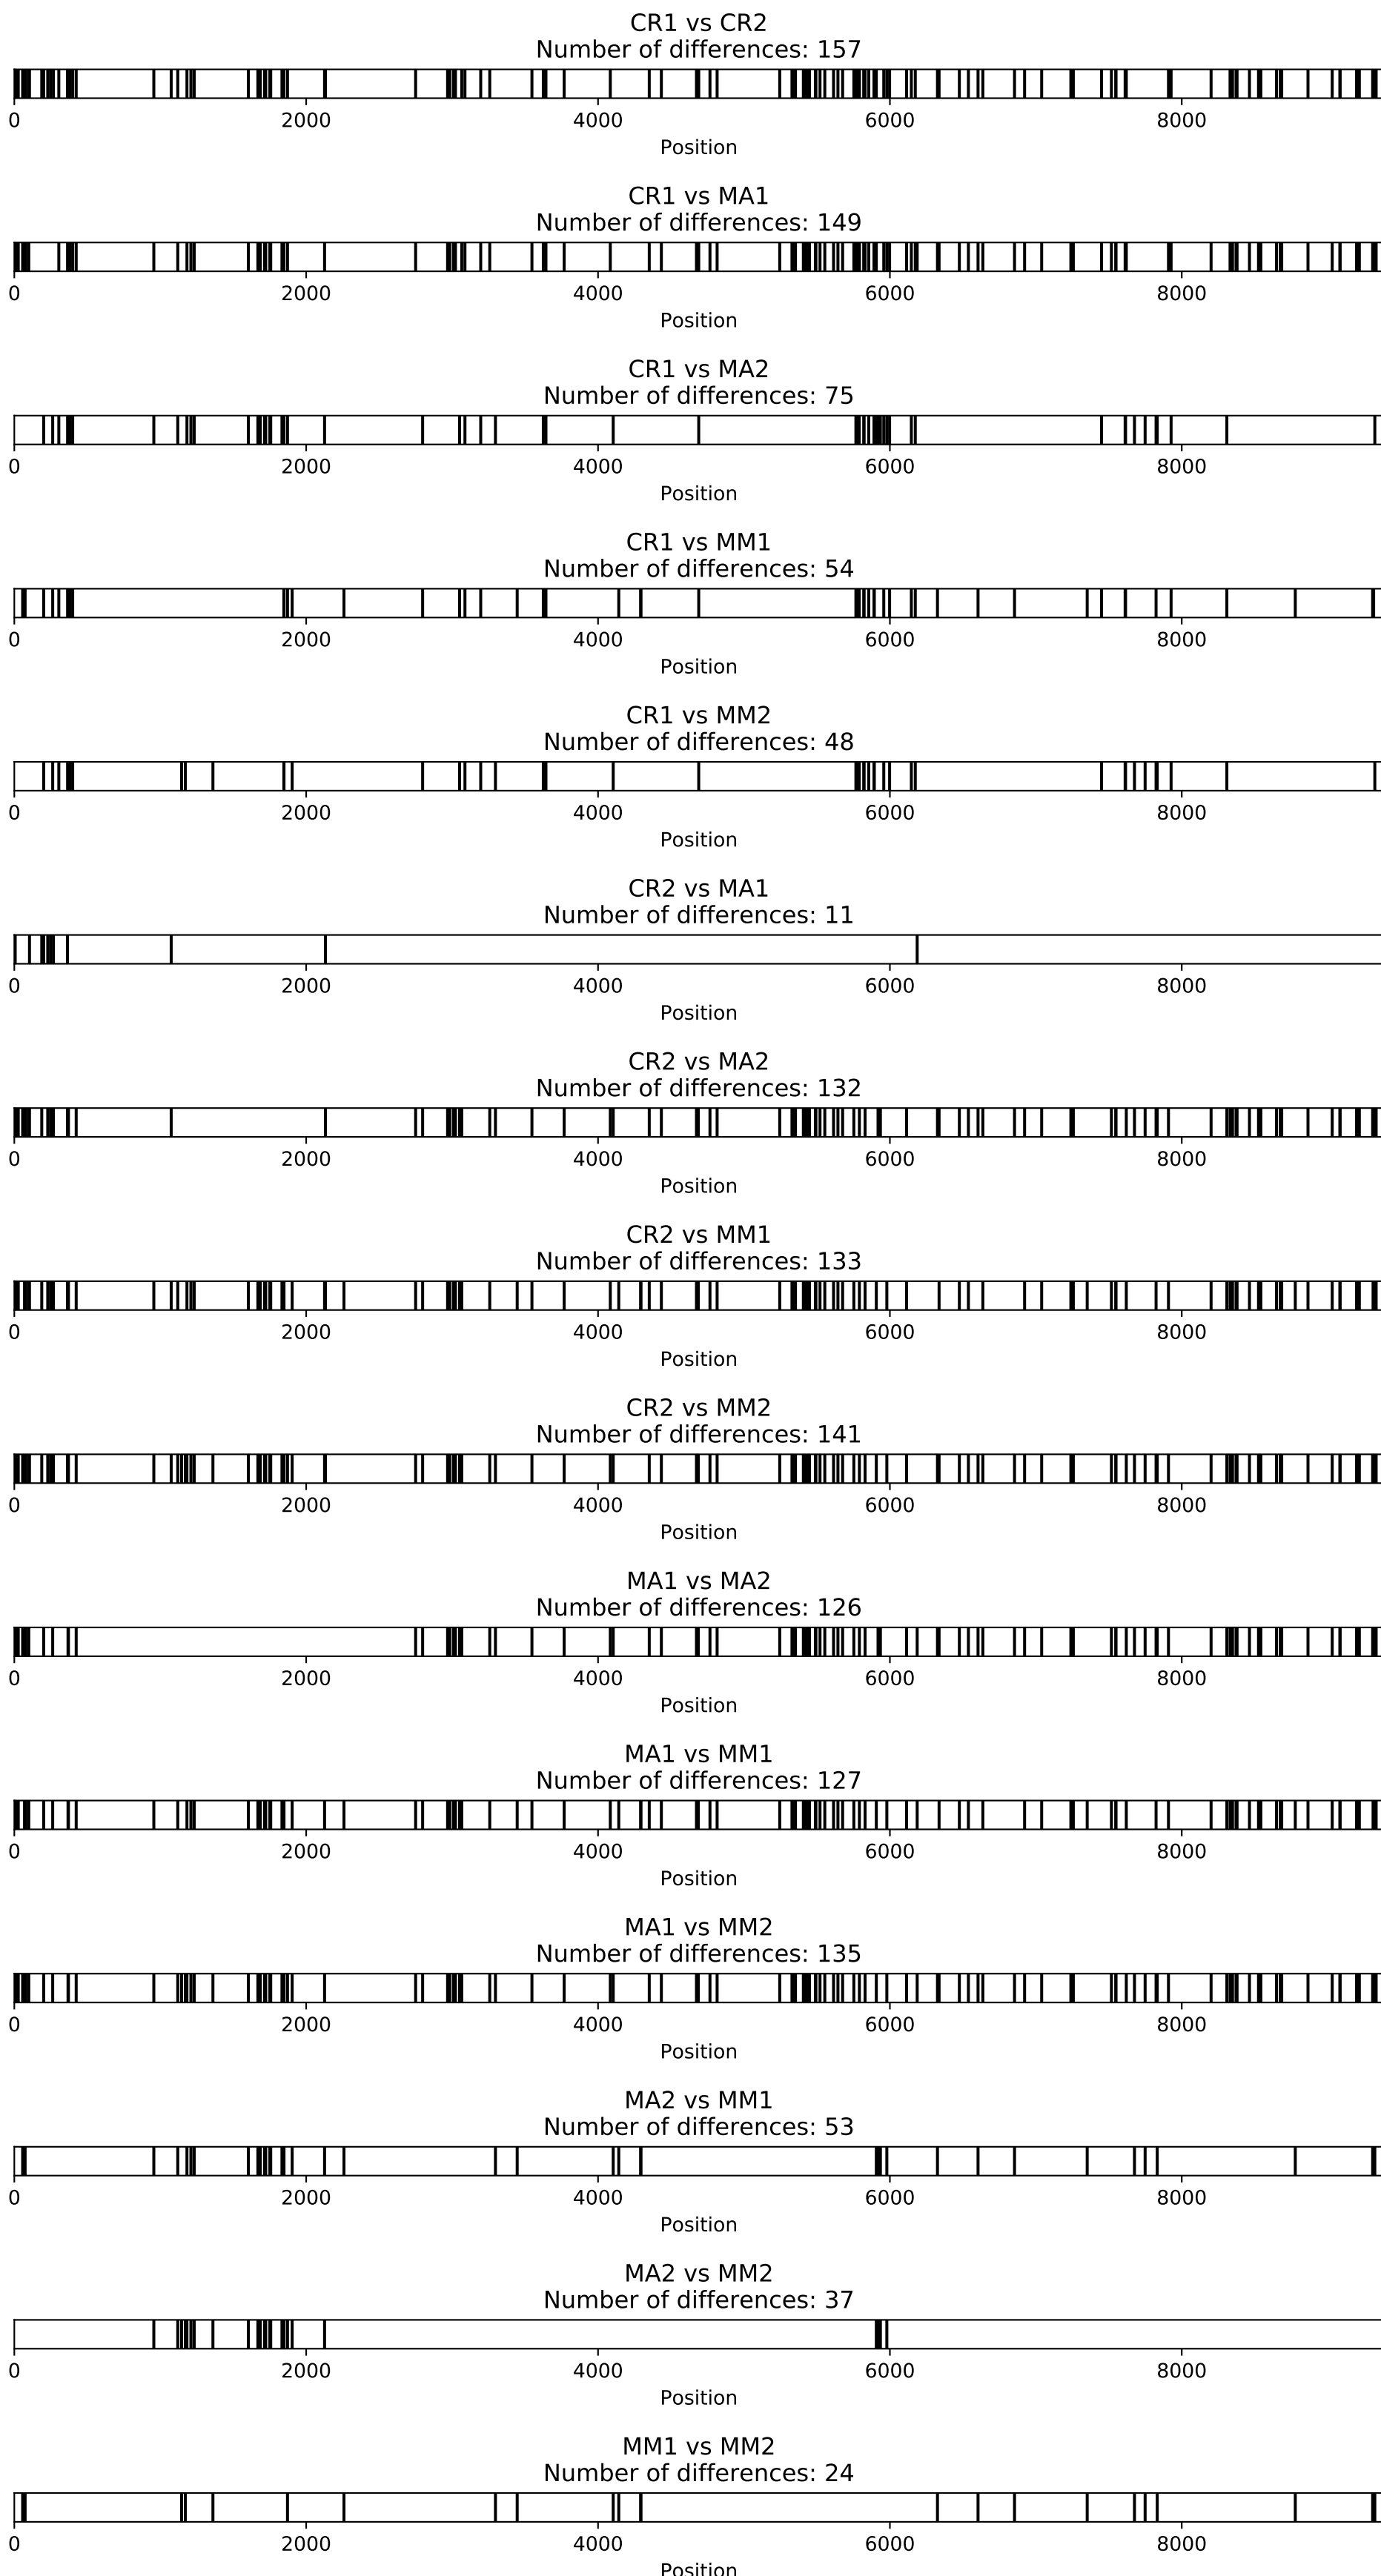 CR1 vs CR2
Number of differences: 157
0 2000 4000 6000 8000
Position
CR1 vs MA1
Number of differences: 149
0 2000 4000 6000 8000
Position
CR1 vs MA2
Number of differences: 75
0 2000 4000 6000 8000
Position
CR1 vs MM1
Number of differences: 54
0 2000 4000 6000 8000
Position
CR1 vs MM2
Number of differences: 48
0 2000 4000 6000 8000
Position
CR2 vs MA1
Number of differences: 11
0 2000 4000 6000 8000
Position
CR2 vs MA2
Number of differences: 132
0 2000 4000 6000 8000
Position
CR2 vs MM1
Number of differences: 133
0 2000 4000 6000 8000
Position
CR2 vs MM2
Number of differences: 141
0 2000 4000 6000 8000
Position
MA1 vs MA2
Number of differences: 126
0 2000 4000 6000 8000
Position
MA1 vs MM1
Number of differences: 127
0 2000 4000 6000 8000
Position
MA1 vs MM2
Number of differences: 135
0 2000 4000 6000 8000
Position
MA2 vs MM1
Number of differences: 53
0 2000 4000 6000 8000
Position
MA2 vs MM2
Number of differences: 37
0 2000 4000 6000 8000
Position
MM1 vs MM2
Number of differences: 24
0 2000 4000 6000 8000
Position